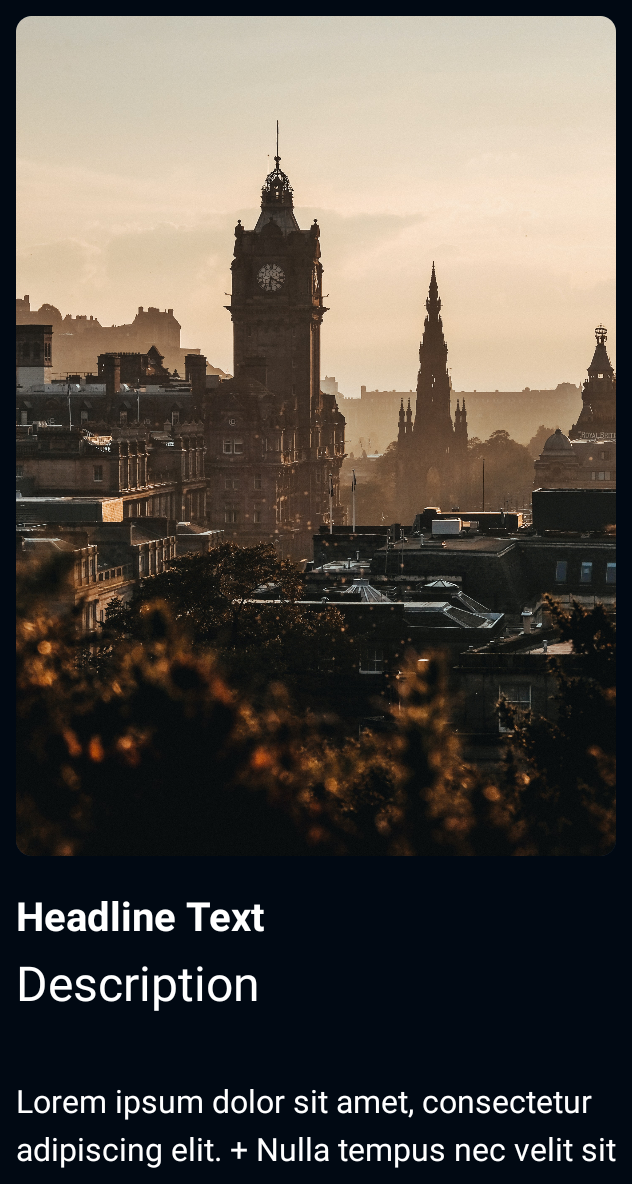 Headline Text
Description
Lorem ipsum dolor sit amet, consectetur
adipiscing elit. + Nulla tempus nec velit sit